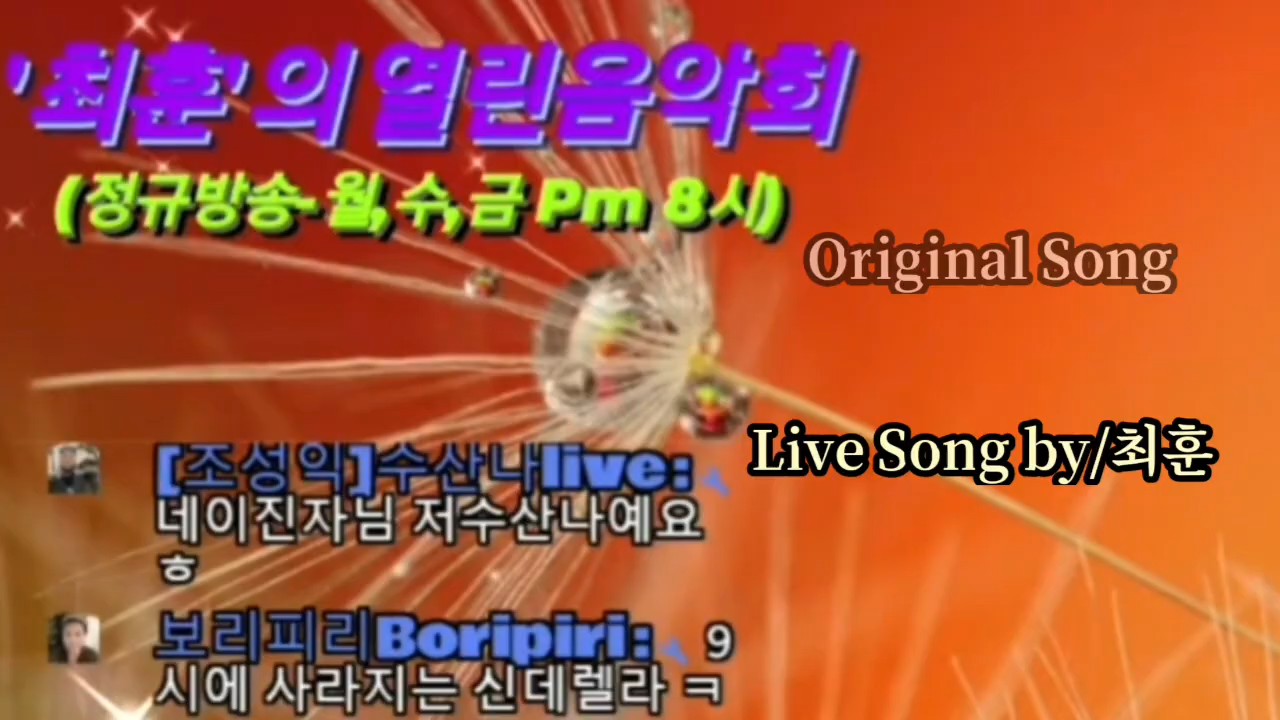 '최훈'의 열린음악회
(정규방송-월,수,금 Pm 8시)
Original Song
Live Song by/최훈
[조성익]수산나live:
네이진자님 저수산나예요
ㅎ
보리피리Boripiri: 9
시에 사라지는 신데렐라 ㅋ